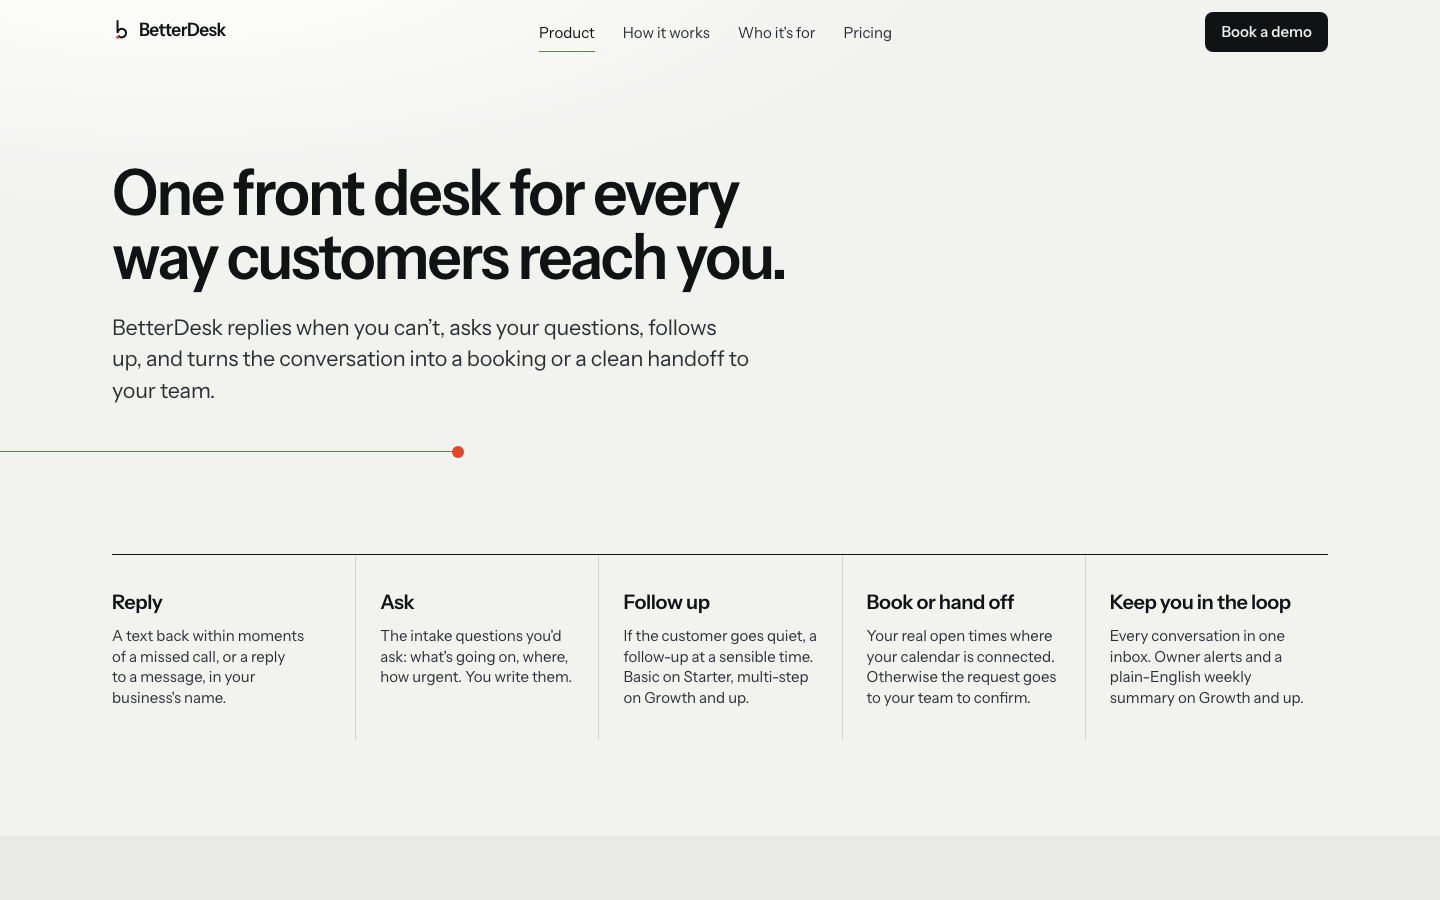 BetterDesk
Product
How it works
Who it's for
Pricing
Book a demo
One front desk for every
way customers reach you.
BetterDesk replies when you can’t, asks your questions, follows
up, and turns the conversation into a booking or a clean handoff to
your team.
Reply
A text back within moments
of a missed call, or a reply
to a message, in your
business's name.
Ask
The intake questions you'd
ask: what's going on, where,
how urgent. You write them.
Follow up
If the customer goes quiet, a
follow-up at a sensible time.
Basic on Starter, multi-step
on Growth and up.
Book or hand off
Your real open times where
your calendar is connected.
Otherwise the request goes
to your team to confirm.
Keep you in the loop
Every conversation in one
inbox. Owner alerts and a
plain-English weekly
summary on Growth and up.